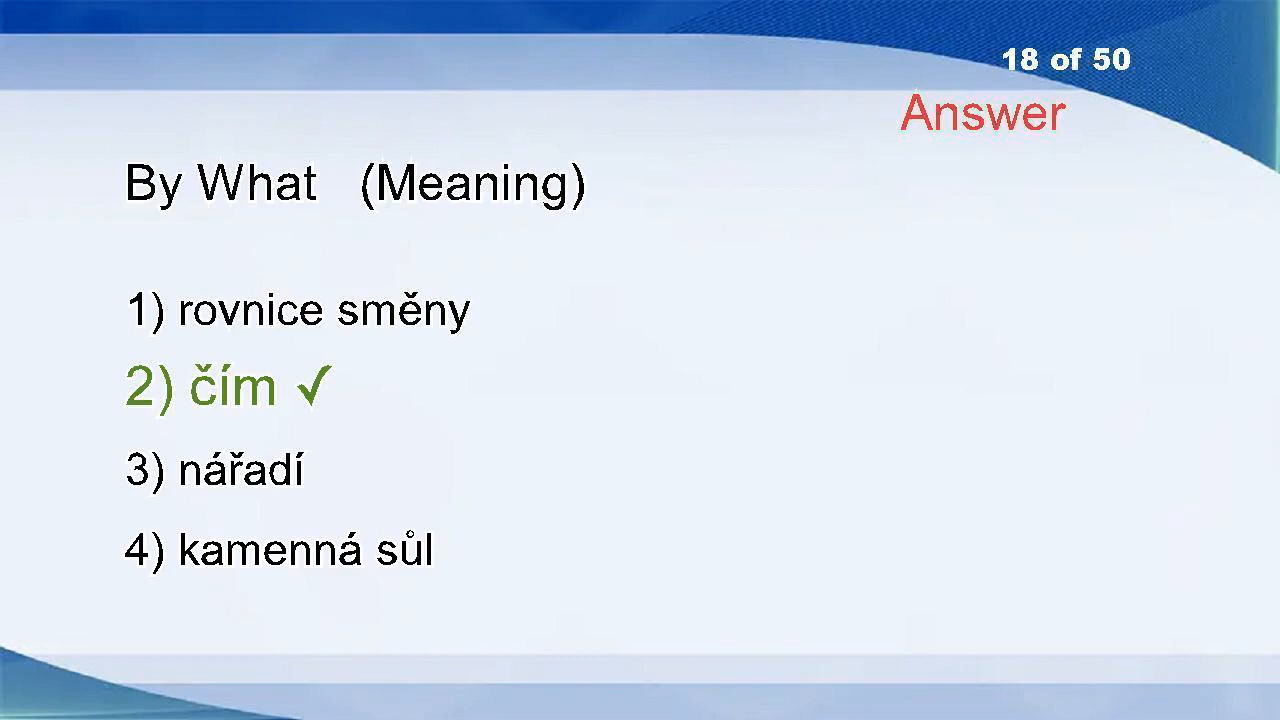 18 of 50
Answer
By What (Meaning)
1) rovnice směny
2) čím ✓
3) nářadí
4) kamenná sůl